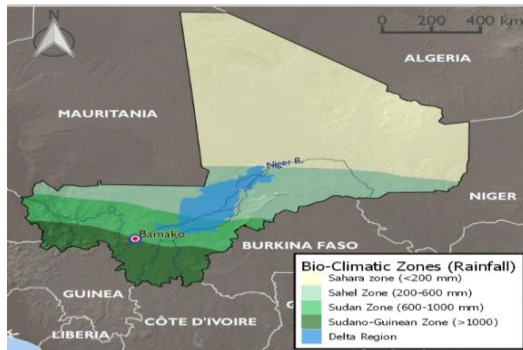 N
0 200 400 km
ALGERIA
MAURITANIA
Niger R.
NIGER
Bamako
BURKINA FASO
GUINEA
CÔTE D'IVOIRE
LIBERIA
Bio-Climatic Zones (Rainfall)
Sahara zone (<200 mm)
Sahel Zone (200-600 mm)
Sudan Zone (600-1000 mm)
Sudano-Guinean Zone (>1000)
Delta Region